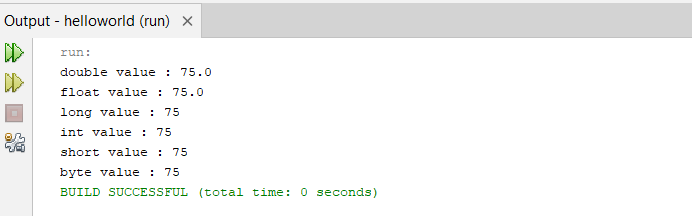 Output - helloworld (run) ×
run:
double value : 75.0
float value : 75.0
long value : 75
int value : 75
short value : 75
byte value : 75
BUILD SUCCESSFUL (total time: 0 seconds)